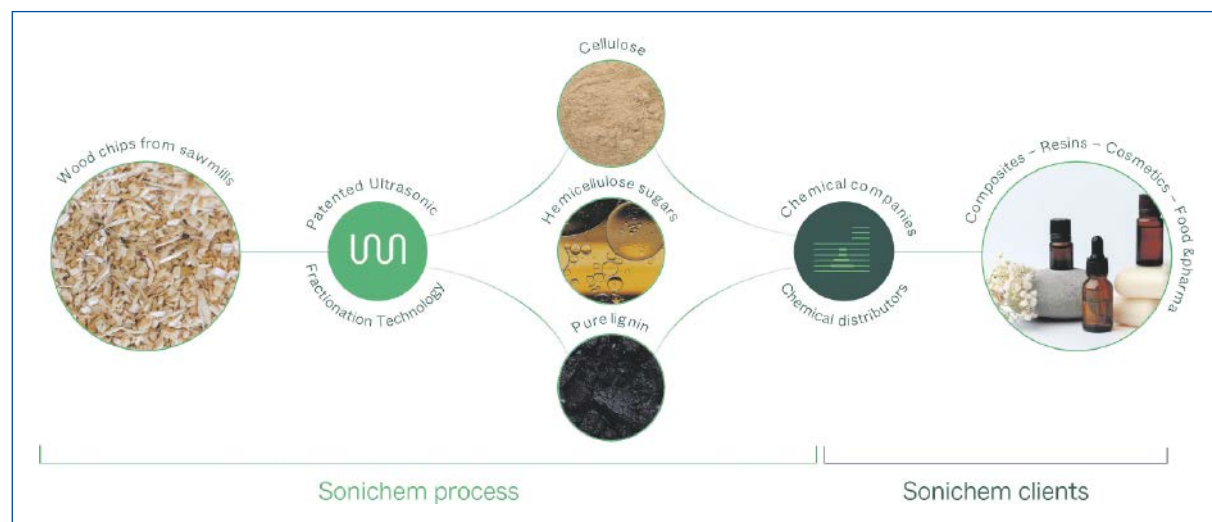 Wood chips from sawmills
Patented Ultrasonic
Fractionation Technology
Cellulose
Hemicellulose sugars
Pure lignin
Chemical companies
Chemical distributors
Composites – Resins – Cosmetics – Food &pharma
Sonichem process
Sonichem clients